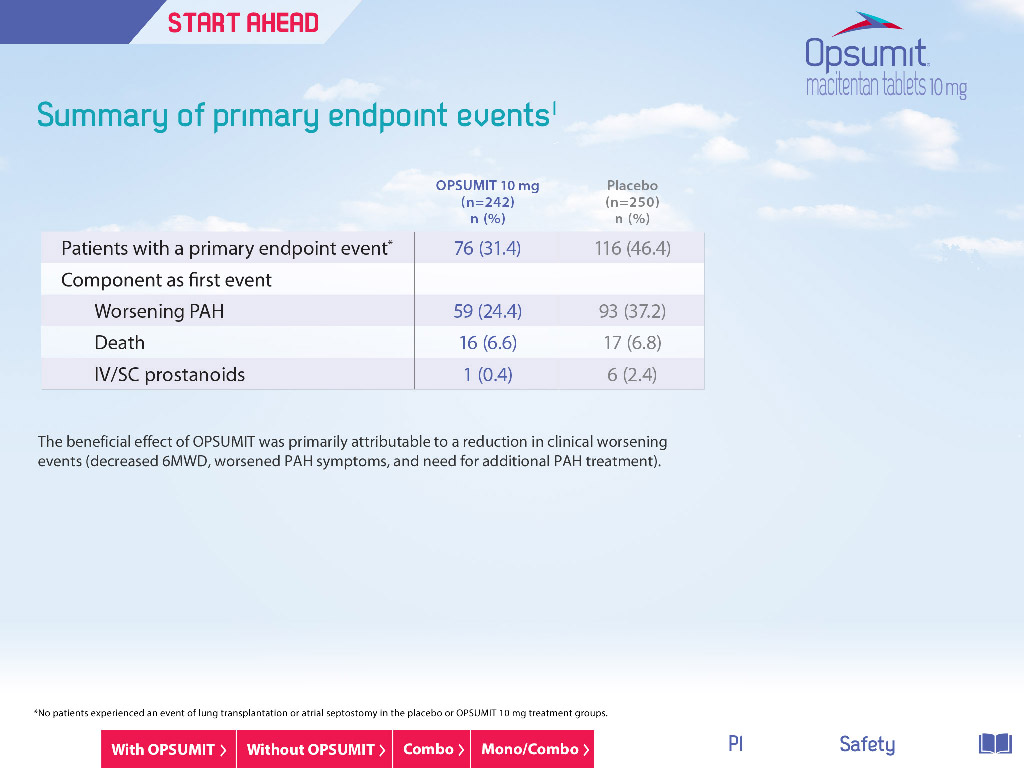 START AHEAD
Opsumit
macitentan tablets 10 mg
Summary of primary endpoint events¹
OPSUMIT 10 mg (n=242) n (%)
Placebo (n=250) n (%)
Patients with a primary endpoint event* 76 (31.4) 116 (46.4)
Component as first event
Worsening PAH 59 (24.4) 93 (37.2)
Death 16 (6.6) 17 (6.8)
IV/SC prostanoids 1 (0.4) 6 (2.4)
The beneficial effect of OPSUMIT was primarily attributable to a reduction in clinical worsening
events (decreased 6MWD, worsened PAH symptoms, and need for additional PAH treatment).
*No patients experienced an event of lung transplantation or atrial septostomy in the placebo or OPSUMIT 10 mg treatment groups.
With OPSUMIT > Without OPSUMIT > Combo > Mono/Combo > PI Safety